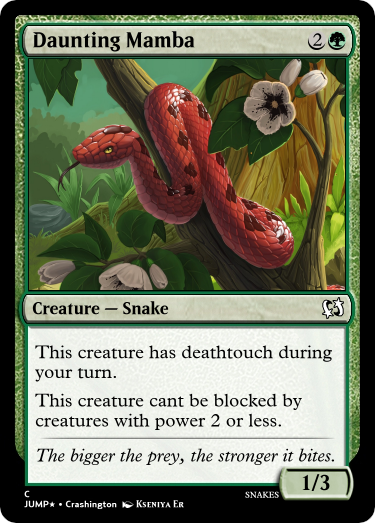 Daunting Mamba 2
Creature — Snake
This creature has deathtouch during
your turn.
This creature cant be blocked by
creatures with power 2 or less.
The bigger the prey, the stronger it bites.
1/3
C
SNAKES
JUMP★ • Crashington Kseniya Er